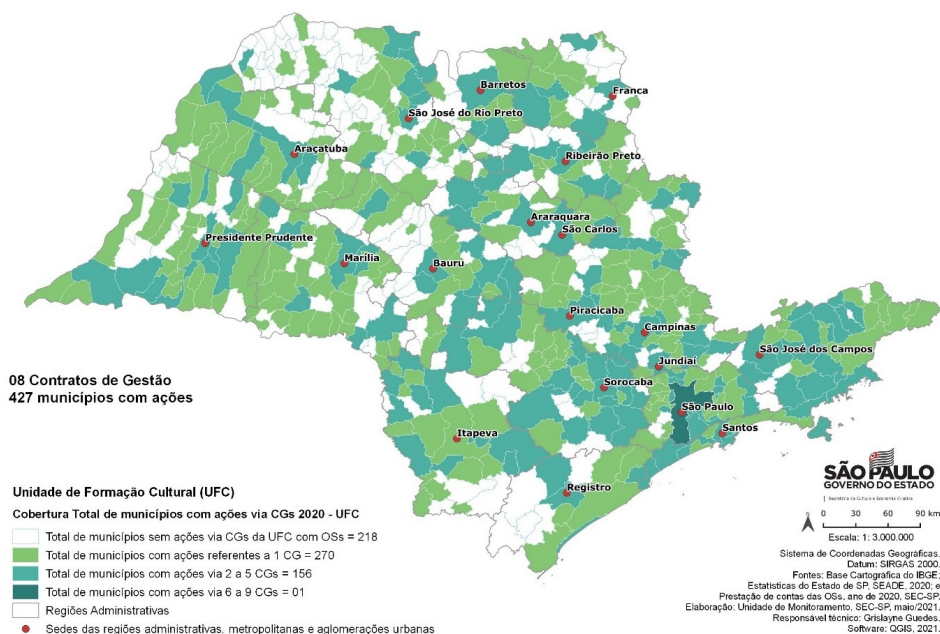 Barretos
Franca
São José do Rio Preto
Araçatuba
Ribeirão Preto
Araraquara
São Carlos
Presidente Prudente
Marília
Bauru
Piracicaba
Campinas
São José dos Campos
Jundiaí
Sorocaba
São Paulo
Santos
Itapeva
Registro
08 Contratos de Gestão
427 municípios com ações
Unidade de Formação Cultural (UFC)
Cobertura Total de municípios com ações via CGs 2020 - UFC
Total de municípios sem ações via CGs da UFC com OSs = 218
Total de municípios com ações referentes a 1 CG = 270
Total de municípios com ações via 2 a 5 CGs = 156
Total de municípios com ações via 6 a 9 CGs = 01
Regiões Administrativas
Sedes das regiões administrativas, metropolitanas e aglomerações urbanas
SÃO PAULO
GOVERNO DO ESTADO
Secretaria de Cultura e Economia Criativa
N
0 30 60 90 km
Escala: 1: 3.000.000
Sistema de Coordenadas Geográficas.
Datum: SIRGAS 2000.
Fontes: Base Cartográfica do IBGE;
Estatísticas do Estado de SP, SEADE, 2020; e
Prestação de contas das OSs, ano de 2020, SEC-SP.
Elaboração: Unidade de Monitoramento, SEC-SP, maio/2021.
Responsável técnico: Grislayne Guedes.
Software: QGIS, 2021.